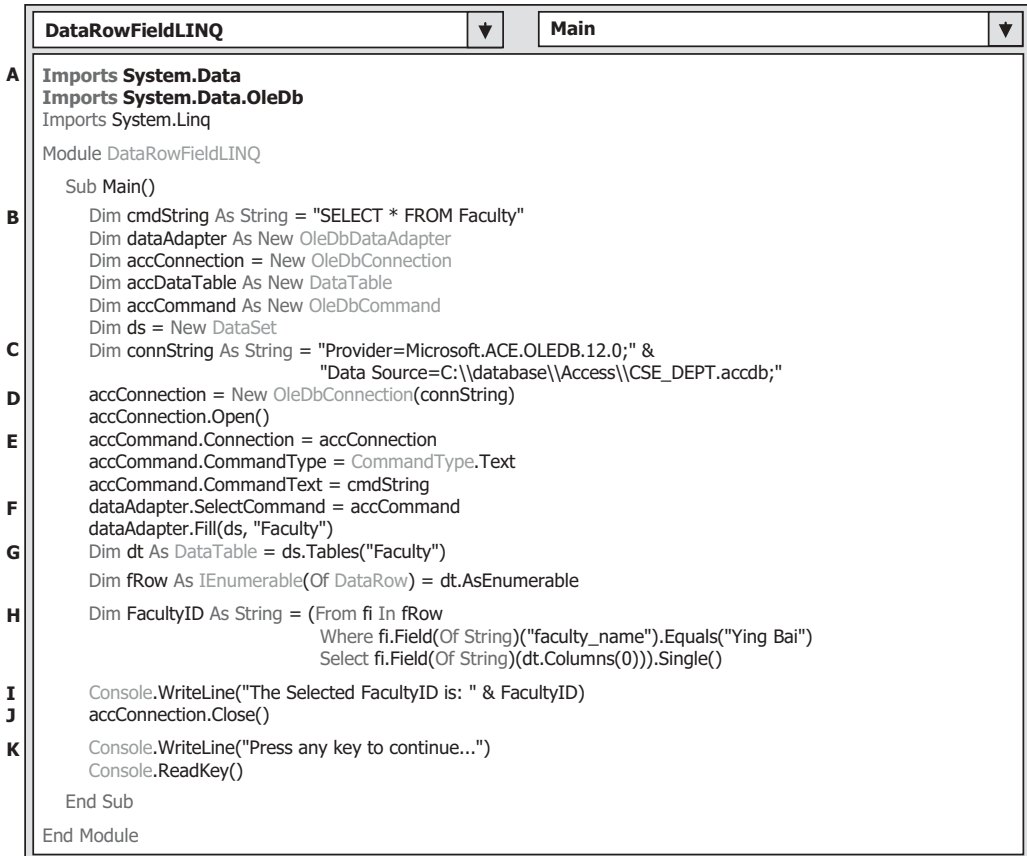 DataRowFieldLINQ Main
A Imports System.Data
Imports System.Data.OleDb
Imports System.Linq
Module DataRowFieldLINQ
Sub Main()
B Dim cmdString As String = "SELECT * FROM Faculty"
Dim dataAdapter As New OleDbDataAdapter
Dim accConnection = New OleDbConnection
Dim accDataTable As New DataTable
Dim accCommand As New OleDbCommand
Dim ds = New DataSet
C Dim connString As String = "Provider=Microsoft.ACE.OLEDB.12.0;" &
"Data Source=C:\\database\\Access\\CSE_DEPT.accdb;"
D accConnection = New OleDbConnection(connString)
accConnection.Open()
E accCommand.Connection = accConnection
accCommand.CommandType = CommandType.Text
accCommand.CommandText = cmdString
F dataAdapter.SelectCommand = accCommand
dataAdapter.Fill(ds, "Faculty")
G Dim dt As DataTable = ds.Tables("Faculty")
Dim fRow As IEnumerable(Of DataRow) = dt.AsEnumerable
H Dim FacultyID As String = (From fi In fRow
Where fi.Field(Of String)("faculty_name").Equals("Ying Bai")
Select fi.Field(Of String)(dt.Columns(0))).Single()
I Console.WriteLine("The Selected FacultyID is: " & FacultyID)
J accConnection.Close()
K Console.WriteLine("Press any key to continue...")
Console.ReadKey()
End Sub
End Module